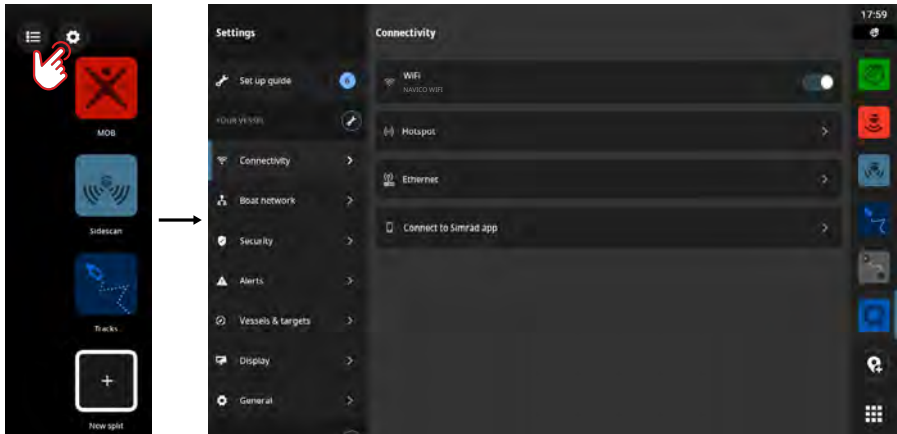 MOB
Sidescan
Tracks
+
New split
Settings
Set up guide
6
YOUR VESSEL
Connectivity
Boat network
Security
Alerts
Vessels & targets
Display
General
Connectivity
WiFi
NAVICO WIFI
Hotspot
Ethernet
Connect to Simrad app
17:59